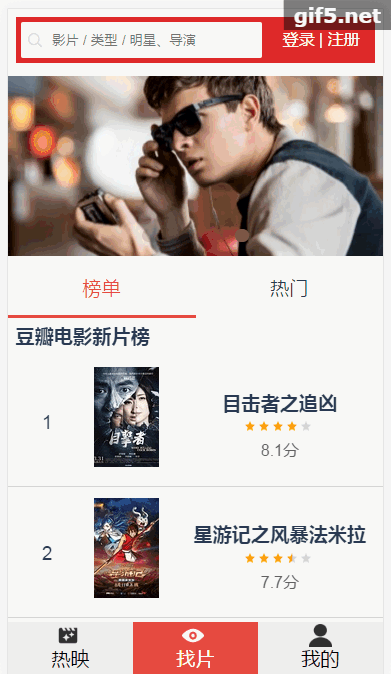 gif5.net
影片 / 类型 / 明星、导演
登录 | 注册
榜单
热门
豆瓣电影新片榜
1
目击者
目击者之追凶
8.1分
2
星游记之风暴法米拉
7.7分
热映
找片
我的